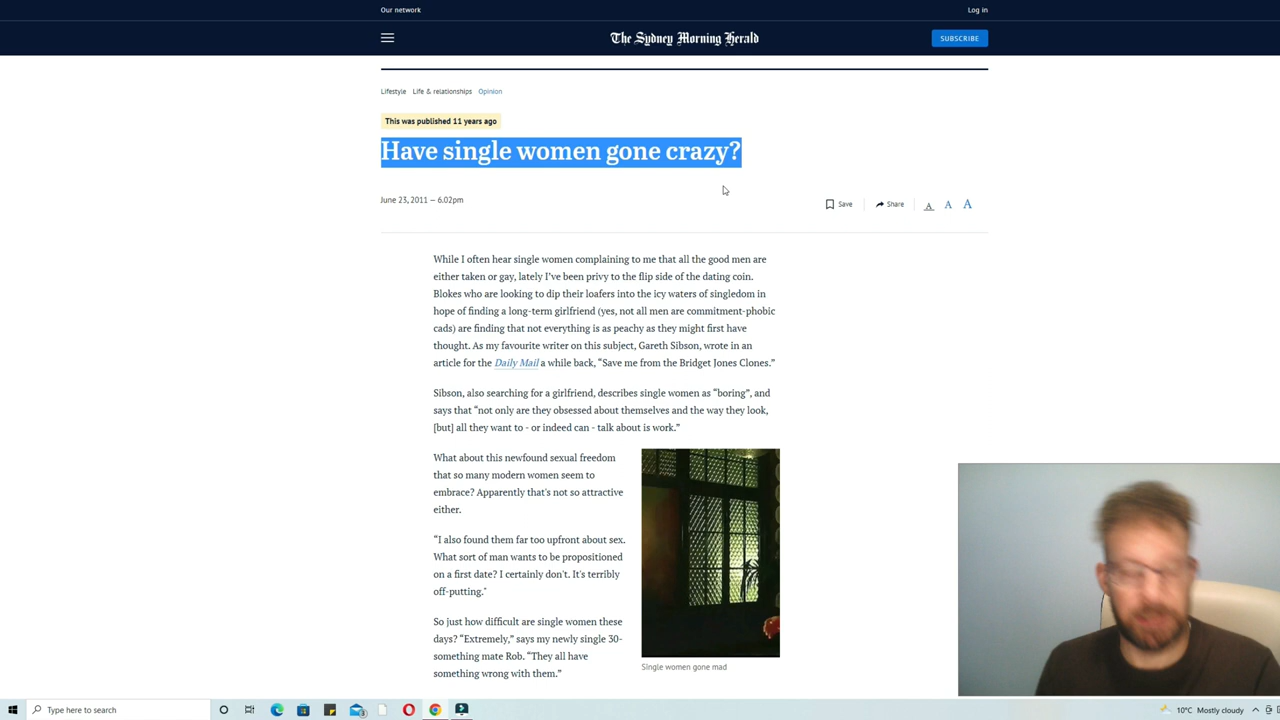 Our network
Log in
The Sydney Morning Herald
SUBSCRIBE
Lifestyle Life & relationships Opinion
This was published 11 years ago
Have single women gone crazy?
June 23, 2011 — 6.02pm
Save Share A A A
While I often hear single women complaining to me that all the good men are
either taken or gay, lately I've been privy to the flip side of the dating coin.
Blokes who are looking to dip their loafers into the icy waters of singledom in
hope of finding a long-term girlfriend (yes, not all men are commitment-phobic
cads) are finding that not everything is as peachy as they might first have
thought. As my favourite writer on this subject, Gareth Sibson, wrote in an
article for the Daily Mail a while back, “Save me from the Bridget Jones Clones.”
Sibson, also searching for a girlfriend, describes single women as “boring”, and
says that “not only are they obsessed about themselves and the way they look,
[but] all they want to - or indeed can - talk about is work.”
What about this newfound sexual freedom
that so many modern women seem to
embrace? Apparently that's not so attractive
either.
“I also found them far too upfront about sex.
What sort of man wants to be propositioned
on a first date? I certainly don't. It's terribly
off-putting."
So just how difficult are single women these
days? “Extremely,” says my newly single 30-
something mate Rob. “They all have
something wrong with them.”
Single women gone mad
Type here to search
3
10°C Mostly cloudy